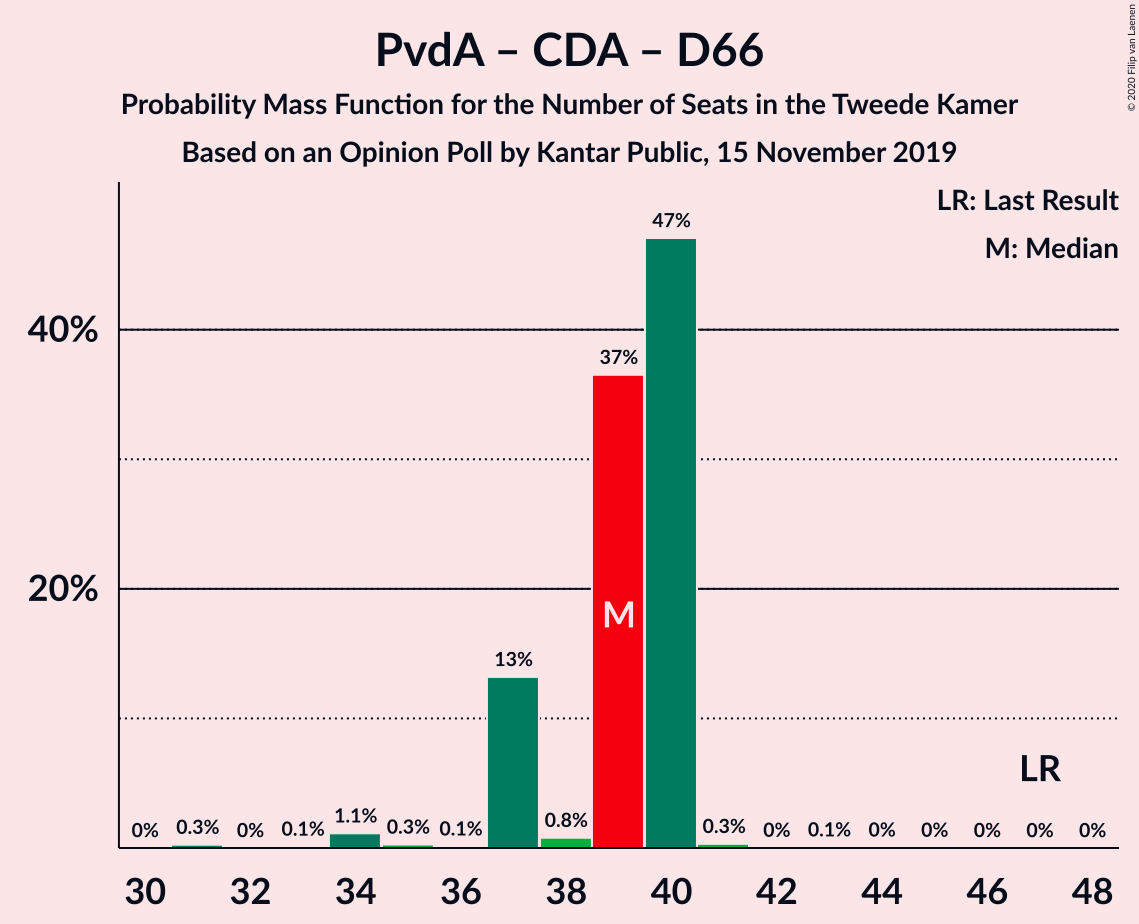 PvdA – CDA – D66
Probability Mass Function for the Number of Seats in the Tweede Kamer
Based on an Opinion Poll by Kantar Public, 15 November 2019
© 2020 Filip van Laenen
LR: Last Result
M: Median
40%
20%
0% 0.3% 0% 0.1% 1.1% 0.3% 0.1% 13% 0.8% 37% 47% 0.3% 0% 0.1% 0% 0% 0% 0% 0%
M
LR
30 32 34 36 38 40 42 44 46 48